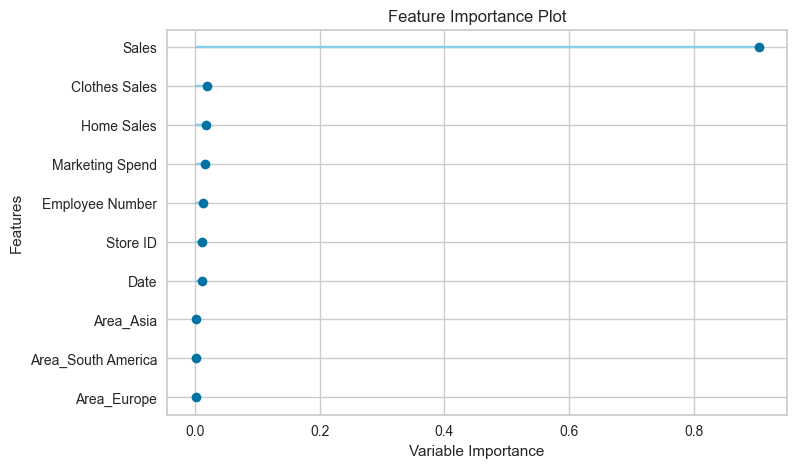 Feature Importance Plot
Features
Sales
Clothes Sales
Home Sales
Marketing Spend
Employee Number
Store ID
Date
Area_Asia
Area_South America
Area_Europe
0.0 0.2 0.4 0.6 0.8
Variable Importance